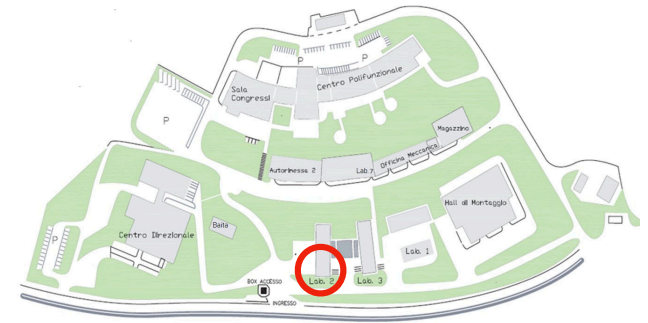 P
P
Sala
Congressi
Centro Polifunzionale
P
Magazzino
Officina Meccanica
Autorimessa 2
Lab 7
Hall di Montaggio
Baita
Centro Direzionale
P
Lab. 1
Lab. 2
Lab. 3
BOX ACCESSO
INGRESSO